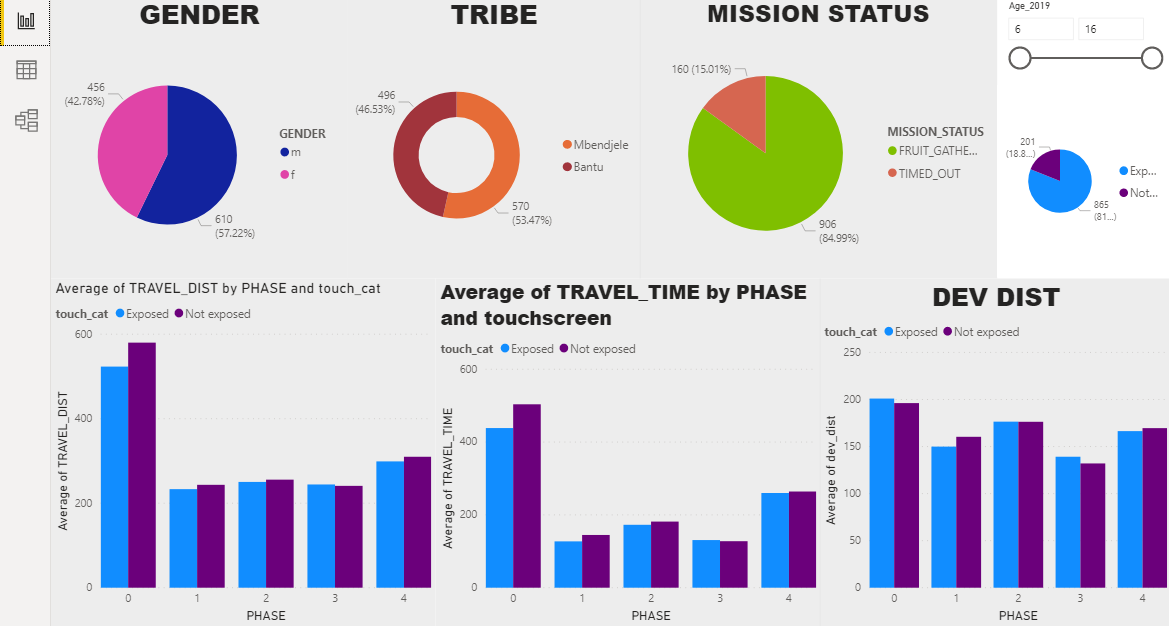 GENDER
456
(42.78%)
610
(57.22%)
GENDER
m
f
TRIBE
496
(46.53%)
570
(53.47%)
Mbendjele
Bantu
MISSION STATUS
160 (15.01%)
906
(84.99%)
MISSION_STATUS
FRUIT_GATHE...
TIMED_OUT
Age_2019
6 16
201
(18.8...)
865
(81...)
Exp...
Not...
Average of TRAVEL_DIST by PHASE and touch_cat
touch_cat Exposed Not exposed
600
400
200
0
Average of TRAVEL_DIST
0 1 2 3 4
PHASE
Average of TRAVEL_TIME by PHASE
and touchscreen
touch_cat Exposed Not exposed
600
400
200
0
Average of TRAVEL_TIME
0 1 2 3 4
PHASE
DEV DIST
touch_cat Exposed Not exposed
250
200
150
100
50
0
Average of dev_dist
0 1 2 3 4
PHASE